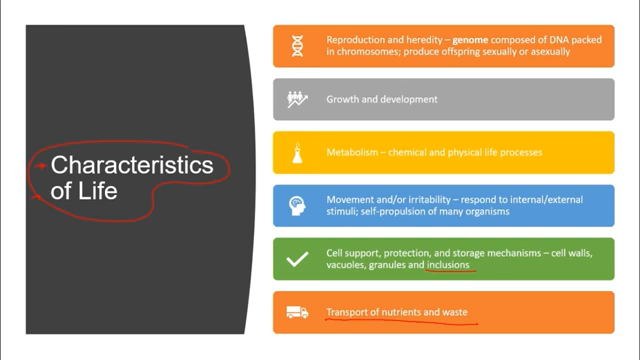 Characteristics
of Life
Reproduction and heredity – genome composed of DNA packed
in chromosomes; produce offspring sexually or asexually
Growth and development
Metabolism – chemical and physical life processes
Movement and/or irritability – respond to internal/external
stimuli; self-propulsion of many organisms
Cell support, protection, and storage mechanisms – cell walls,
vacuoles, granules and inclusions
Transport of nutrients and waste